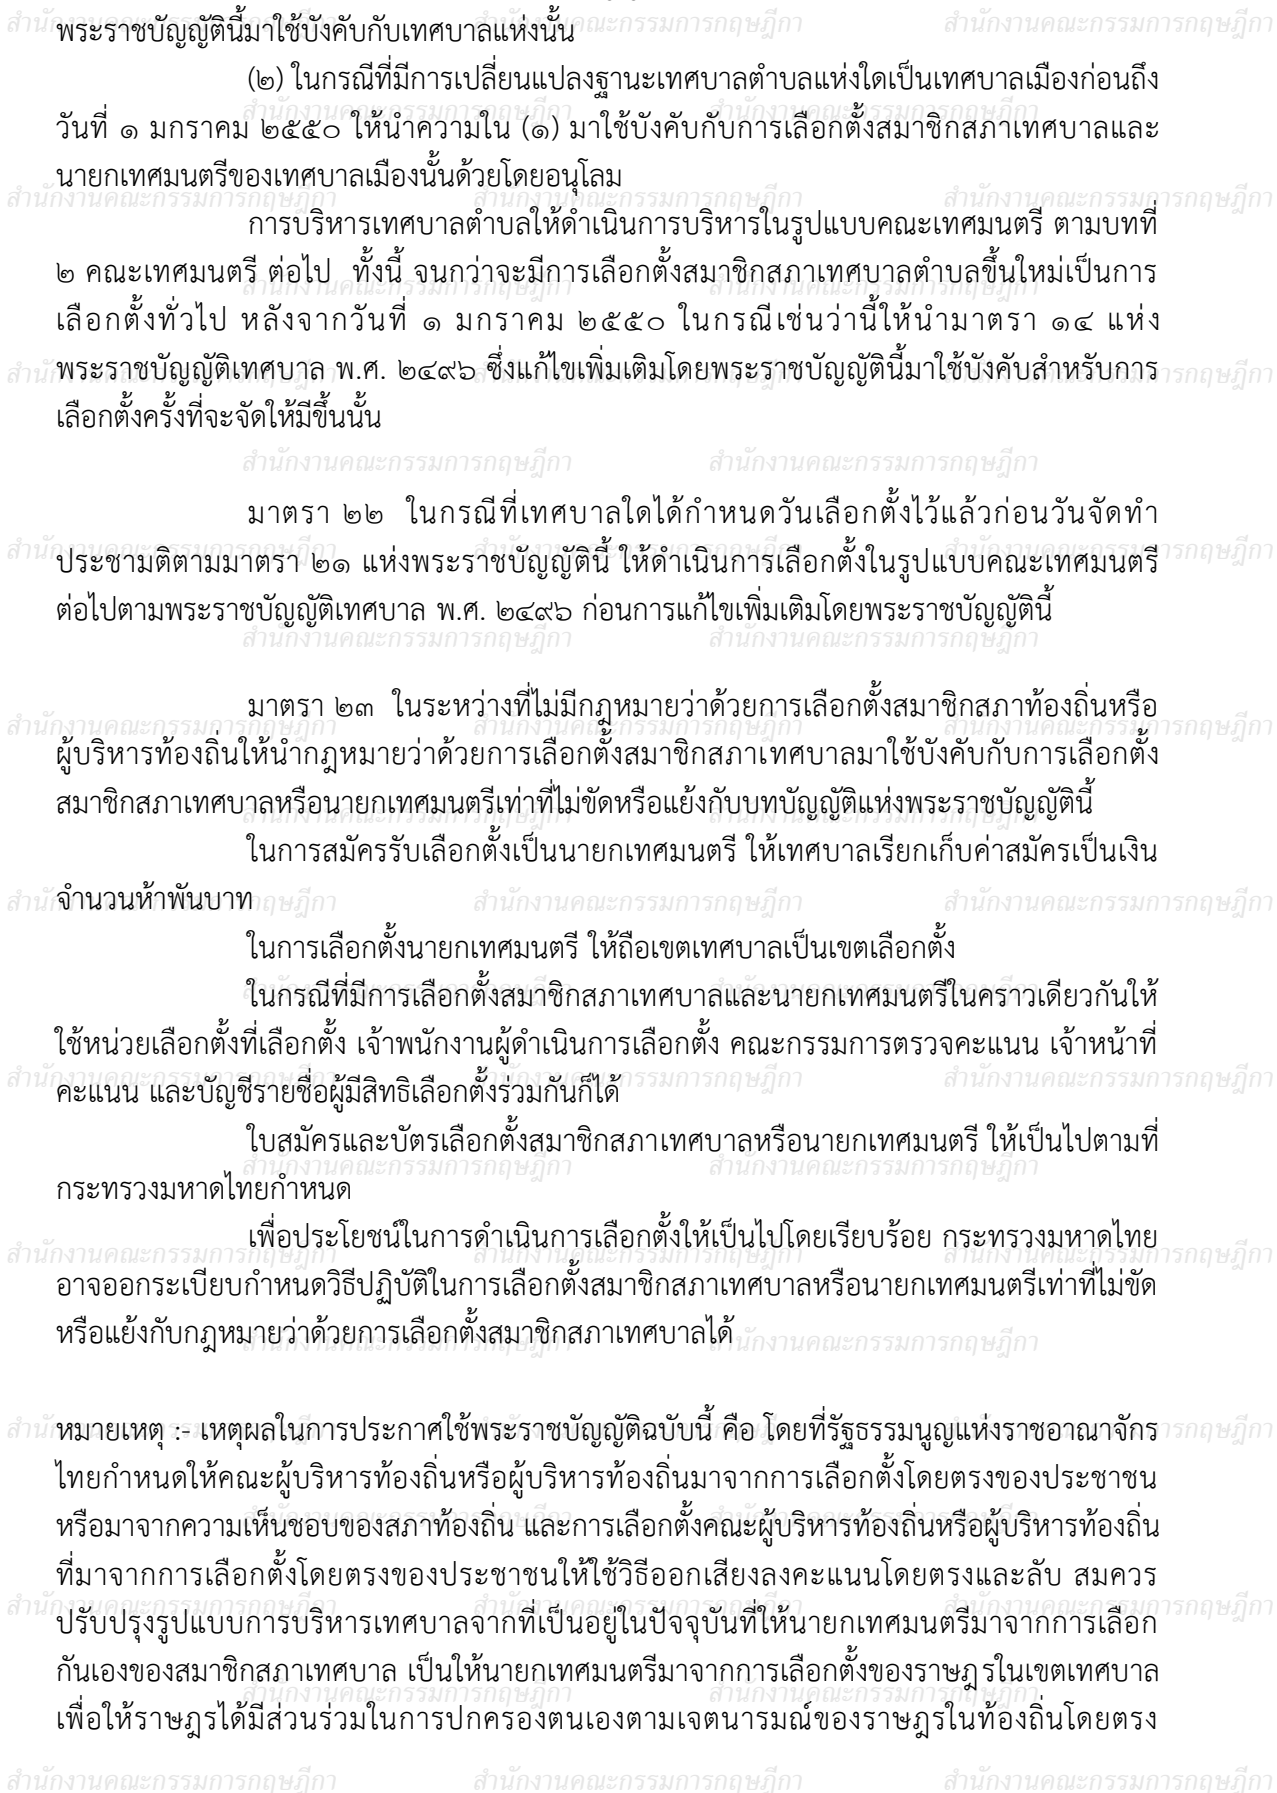 พระราชบัญญัตินี้มาใช้บังคับกับเทศบาลแห่งนั้น
(๒) ในกรณีที่มีการเปลี่ยนแปลงฐานะเทศบาลตำบลแห่งใดเป็นเทศบาลเมืองก่อนถึง
วันที่ ๑ มกราคม ๒๕๕๐ ให้นำความใน (๑) มาใช้บังคับกับการเลือกตั้งสมาชิกสภาเทศบาลและ
นายกเทศมนตรีของเทศบาลเมืองนั้นด้วยโดยอนุโลม
การบริหารเทศบาลตำบลให้ดำเนินการบริหารในรูปแบบคณะเทศมนตรี ตามบทที่
๒ คณะเทศมนตรี ต่อไป ทั้งนี้ จนกว่าจะมีการเลือกตั้งสมาชิกสภาเทศบาลตำบลขึ้นใหม่เป็นการ
เลือกตั้งทั่วไป หลังจากวันที่ ๑ มกราคม ๒๕๕๐ ในกรณีเช่นว่านี้ให้นำมาตรา ๑๔ แห่ง
พระราชบัญญัติเทศบาล พ.ศ. ๒๔๙๖ ซึ่งแก้ไขเพิ่มเติมโดยพระราชบัญญัตินี้มาใช้บังคับสำหรับการ
เลือกตั้งครั้งที่จะจัดให้มีขึ้นนั้น
มาตรา ๒๒ ในกรณีที่เทศบาลใดได้กำหนดวันเลือกตั้งไว้แล้วก่อนวันจัดทำ
ประชามติตามมาตรา ๒๑ แห่งพระราชบัญญัตินี้ ให้ดำเนินการเลือกตั้งในรูปแบบคณะเทศมนตรี
ต่อไปตามพระราชบัญญัติเทศบาล พ.ศ. ๒๔๙๖ ก่อนการแก้ไขเพิ่มเติมโดยพระราชบัญญัตินี้
มาตรา ๒๓ ในระหว่างที่ไม่มีกฎหมายว่าด้วยการเลือกตั้งสมาชิกสภาท้องถิ่นหรือ
ผู้บริหารท้องถิ่นให้นำกฎหมายว่าด้วยการเลือกตั้งสมาชิกสภาเทศบาลมาใช้บังคับกับการเลือกตั้ง
สมาชิกสภาเทศบาลหรือนายกเทศมนตรีเท่าที่ไม่ขัดหรือแย้งกับบทบัญญัติแห่งพระราชบัญญัตินี้
ในการสมัครรับเลือกตั้งเป็นนายกเทศมนตรี ให้เทศบาลเรียกเก็บค่าสมัครเป็นเงิน
จำนวนห้าพันบาท
ในการเลือกตั้งนายกเทศมนตรี ให้ถือเขตเทศบาลเป็นเขตเลือกตั้ง
ในกรณีที่มีการเลือกตั้งสมาชิกสภาเทศบาลและนายกเทศมนตรีในคราวเดียวกันให้
ใช้หน่วยเลือกตั้งที่เลือกตั้ง เจ้าพนักงานผู้ดำเนินการเลือกตั้ง คณะกรรมการตรวจคะแนน เจ้าหน้าที่
คะแนน และบัญชีรายชื่อผู้มีสิทธิเลือกตั้งร่วมกันก็ได้
ใบสมัครและบัตรเลือกตั้งสมาชิกสภาเทศบาลหรือนายกเทศมนตรี ให้เป็นไปตามที่
กระทรวงมหาดไทยกำหนด
เพื่อประโยชน์ในการดำเนินการเลือกตั้งให้เป็นไปโดยเรียบร้อย กระทรวงมหาดไทย
อาจออกระเบียบกำหนดวิธีปฏิบัติในการเลือกตั้งสมาชิกสภาเทศบาลหรือนายกเทศมนตรีเท่าที่ไม่ขัด
หรือแย้งกับกฎหมายว่าด้วยการเลือกตั้งสมาชิกสภาเทศบาลได้
หมายเหตุ :- เหตุผลในการประกาศใช้พระราชบัญญัติฉบับนี้ คือ โดยที่รัฐธรรมนูญแห่งราชอาณาจักร
ไทยกำหนดให้คณะผู้บริหารท้องถิ่นหรือผู้บริหารท้องถิ่นมาจากการเลือกตั้งโดยตรงของประชาชน
หรือมาจากความเห็นชอบของสภาท้องถิ่น และการเลือกตั้งคณะผู้บริหารท้องถิ่นหรือผู้บริหารท้องถิ่น
ที่มาจากการเลือกตั้งโดยตรงของประชาชนให้ใช้วิธีออกเสียงลงคะแนนโดยตรงและลับ สมควร
ปรับปรุงรูปแบบการบริหารเทศบาลจากที่เป็นอยู่ในปัจจุบันที่ให้นายกเทศมนตรีมาจากการเลือก
กันเองของสมาชิกสภาเทศบาล เป็นให้นายกเทศมนตรีมาจากการเลือกตั้งของราษฎรในเขตเทศบาล
เพื่อให้ราษฎรได้มีส่วนร่วมในการปกครองตนเองตามเจตนารมณ์ของราษฎรในท้องถิ่นโดยตรง
สำนักงานคณะกรรมการกฤษฎีกา สำนักงานคณะกรรมการกฤษฎีกา สำนักงานคณะกรรมการกฤษฎีกา